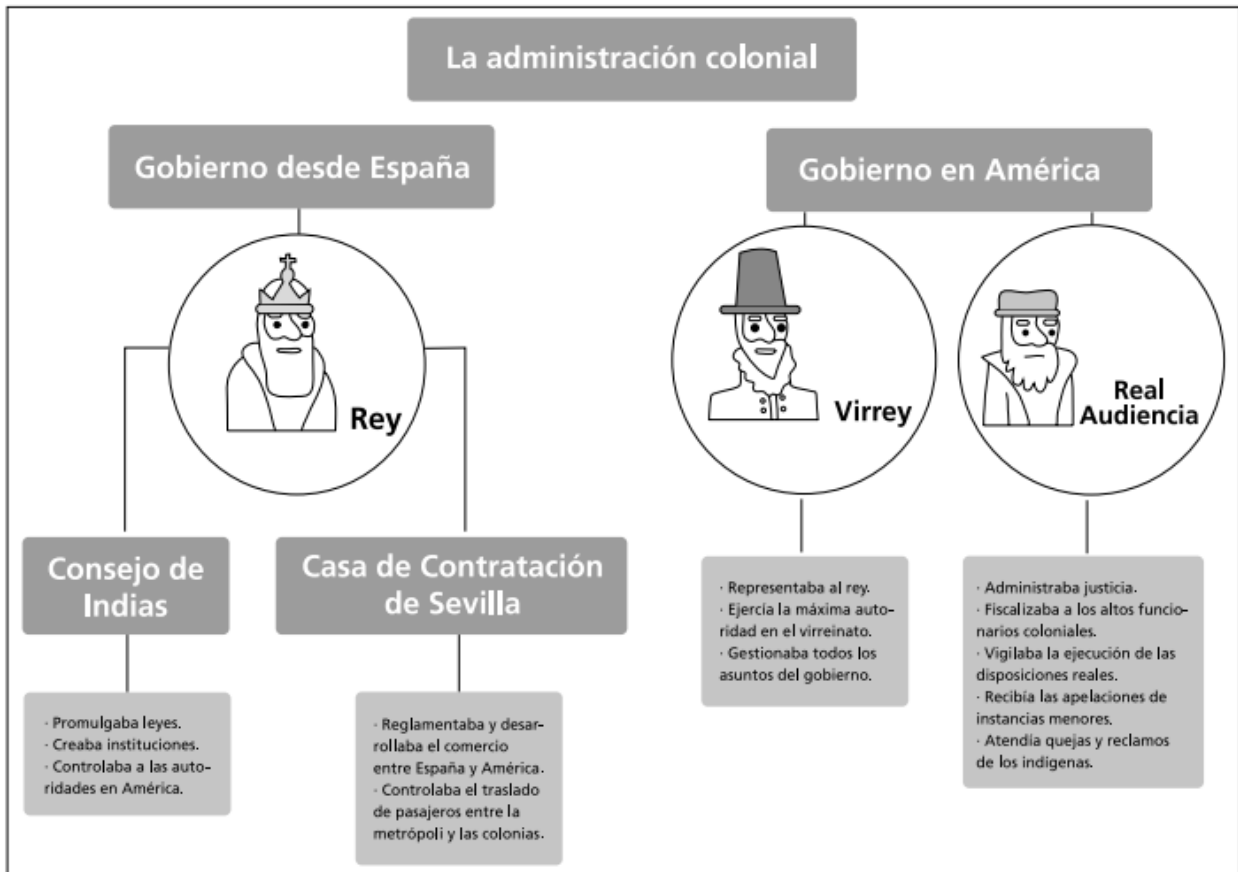 La administración colonial
Gobierno desde España
Gobierno en América
Rey
Virrey
Real
Audiencia
Consejo de
Indias
Casa de Contratación
de Sevilla
· Promulgaba leyes.
· Creaba instituciones.
· Controlaba a las auto-
ridades en América.
· Reglamentaba y desar-
rollaba el comercio
entre España y América.
· Controlaba el traslado
de pasajeros entre la
metrópoli y las colonias.
· Representaba al rey.
· Ejercía la máxima auto-
ridad en el virreinato.
· Gestionaba todos los
asuntos del gobierno.
· Administraba justicia.
· Fiscalizaba a los altos funcio-
narios coloniales.
· Vigilaba la ejecución de las
disposiciones reales.
· Recibía las apelaciones de
instancias menores.
· Atendía quejas y reclamos
de los indígenas.